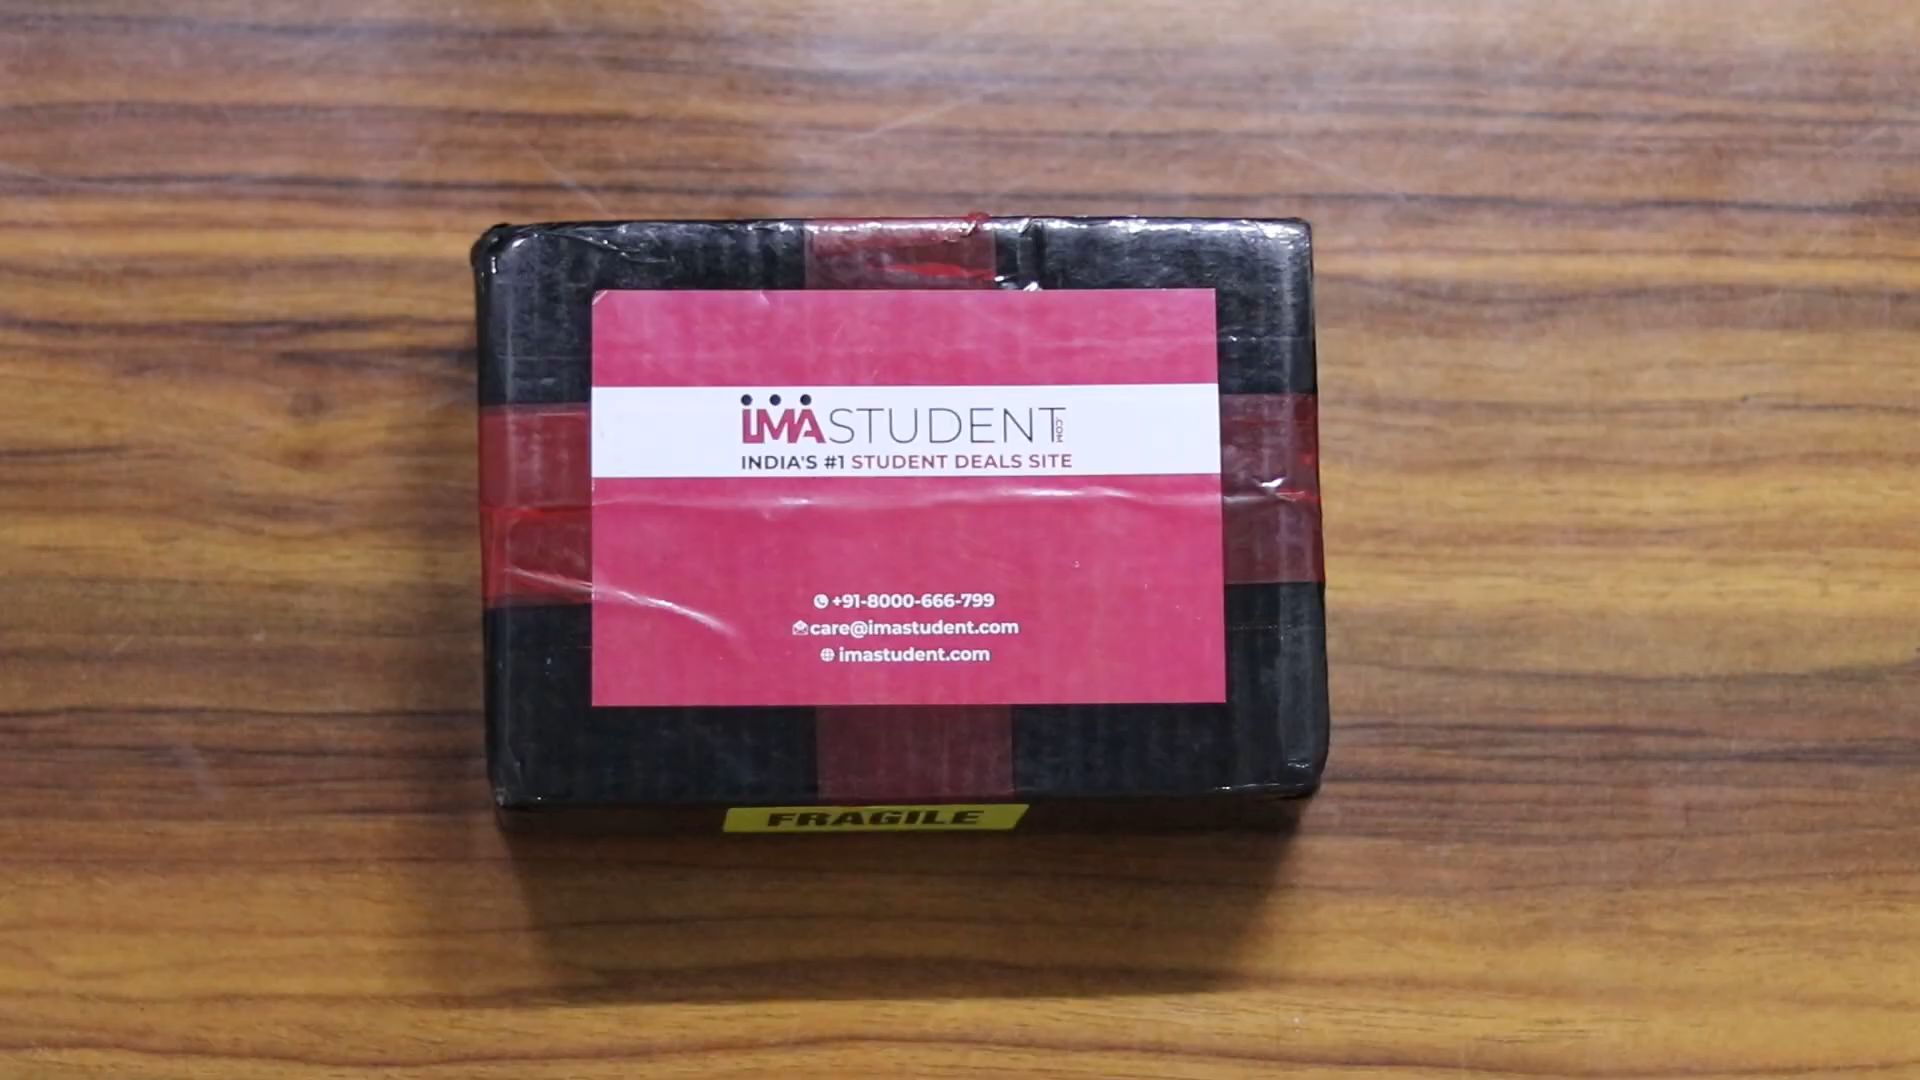 IMASTUDENT.COM
INDIA'S #1 STUDENT DEALS SITE
+91-8000-666-799
care@imastudent.com
imastudent.com
FRAGILE